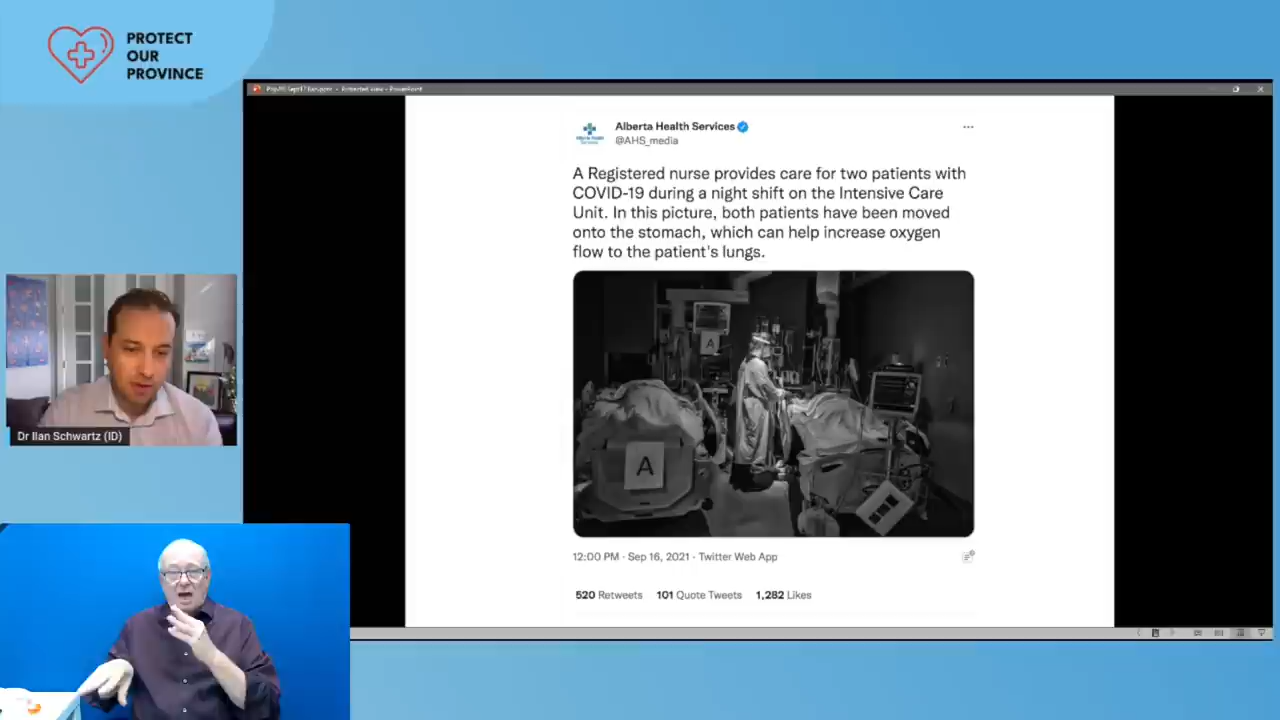 PROTECT
OUR
PROVINCE
Alberta Health Services
@AHS_media
A Registered nurse provides care for two patients with
COVID-19 during a night shift on the Intensive Care
Unit. In this picture, both patients have been moved
onto the stomach, which can help increase oxygen
flow to the patient's lungs.
A
A
12:00 PM · Sep 16, 2021 · Twitter Web App
520 Retweets 101 Quote Tweets 1,282 Likes
Dr Ilan Schwartz (ID)